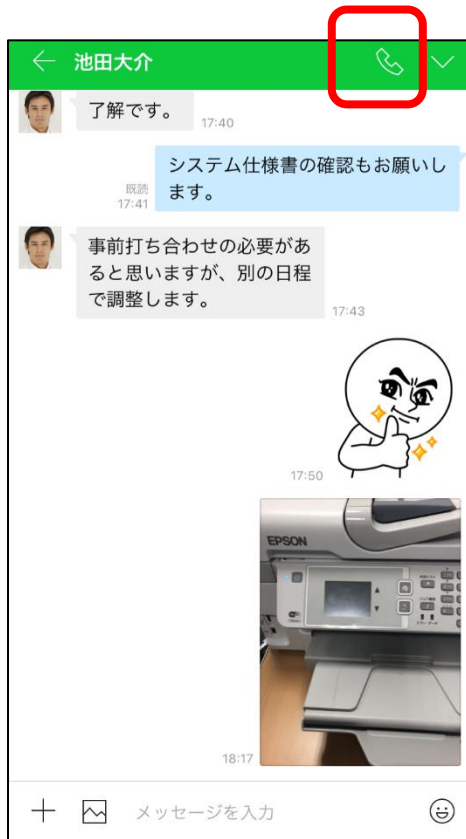 池田大介
了解です。
17:40
システム仕様書の確認もお願いし
ます。
既読
17:41
事前打ち合わせの必要があ
ると思いますが、別の日程
で調整します。
17:43
17:50
EPSON
18:17
メッセージを入力